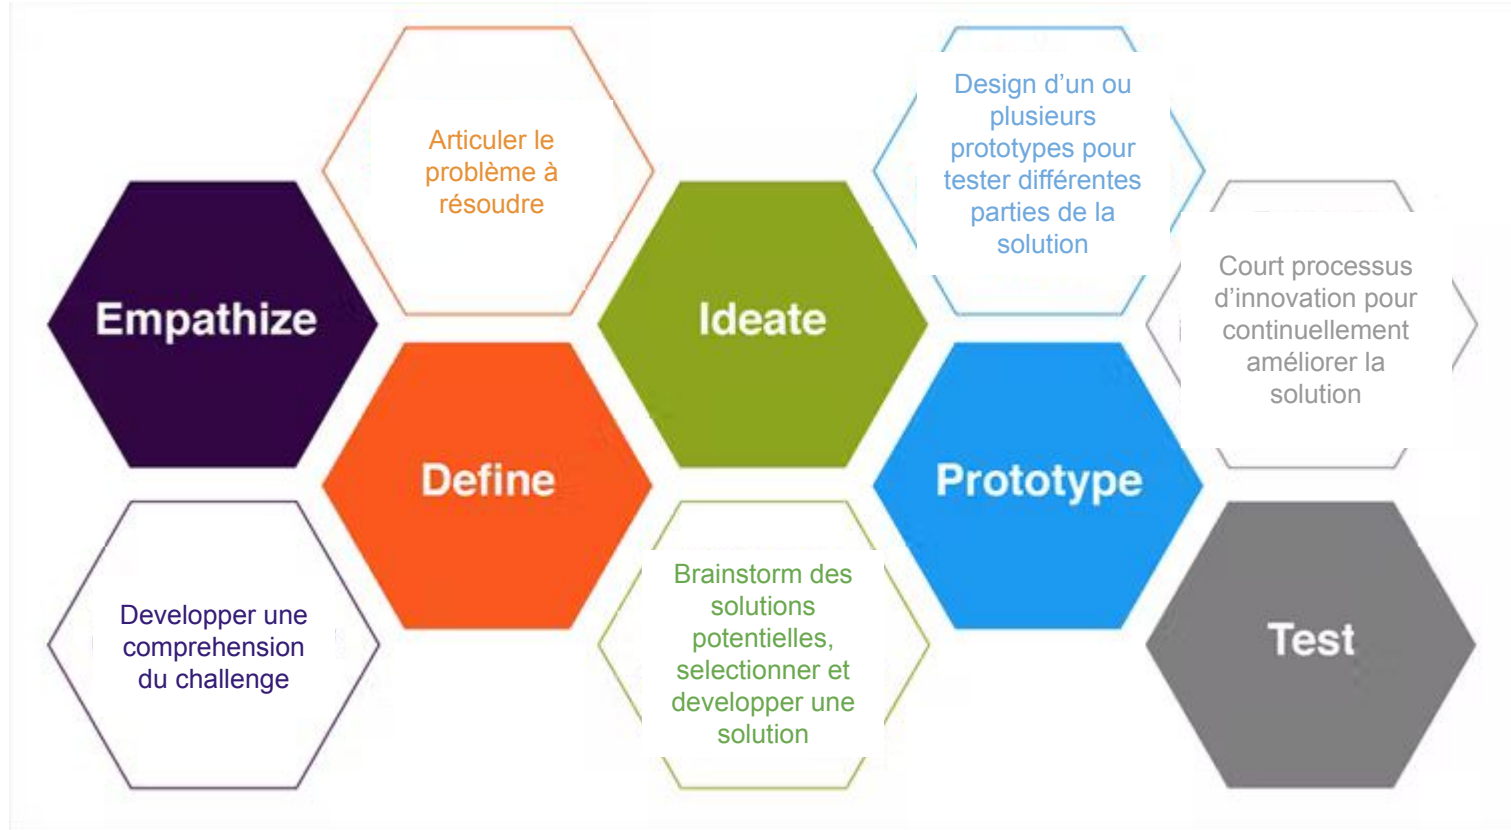 Empathize
Developper une
comprehension
du challenge
Articuler le
problème à
résoudre
Define
Ideate
Brainstorm des
solutions
potentielles,
selectionner et
developper une
solution
Design d’un ou
plusieurs
prototypes pour
tester différentes
parties de la
solution
Prototype
Court processus
d’innovation pour
continuellement
améliorer la
solution
Test